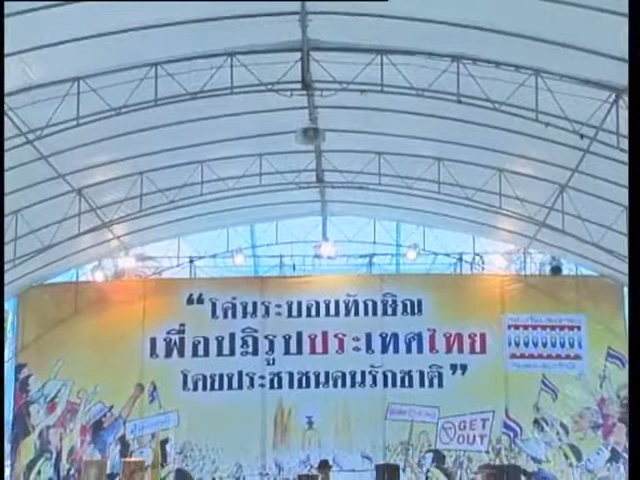 "โค่นระบอบทักษิณ
เพื่อปฏิรูปประเทศไทย
โดยประชาชนคนรักชาติ"
GET
OUT